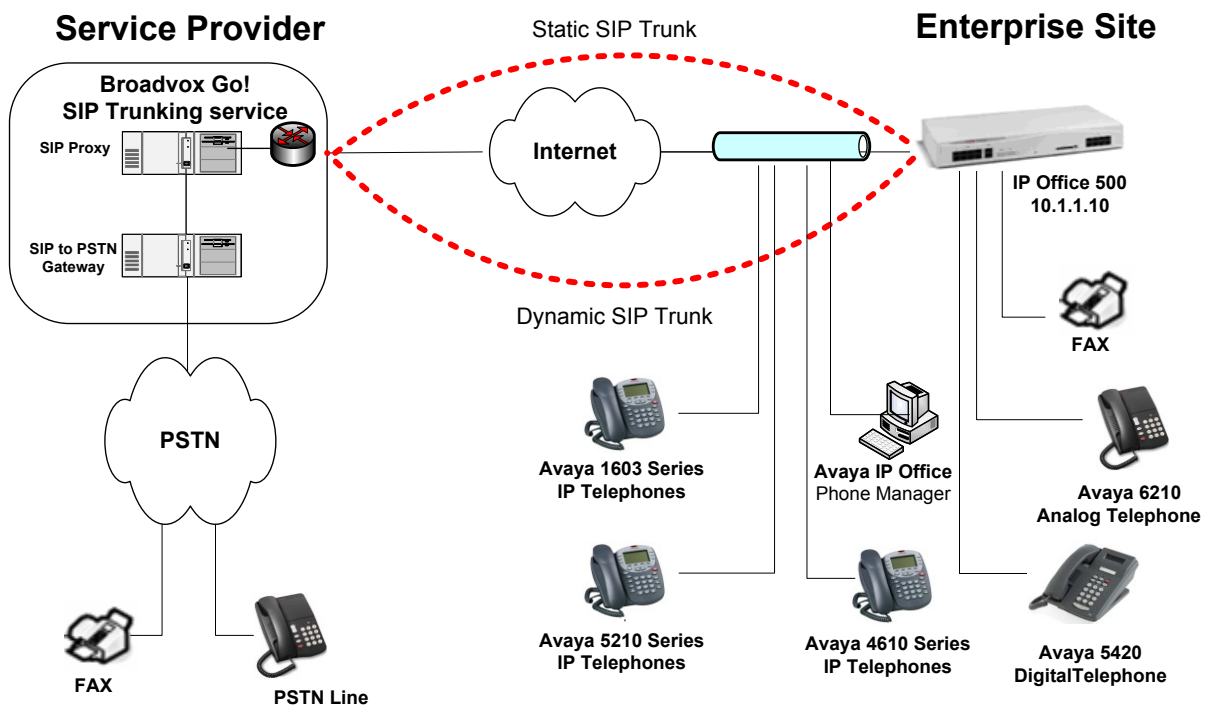 Service Provider
Static SIP Trunk
Enterprise Site
Broadvox Go!
SIP Trunking service
SIP Proxy
Internet
IP Office 500
10.1.1.10
SIP to PSTN
Gateway
Dynamic SIP Trunk
FAX
PSTN
Avaya 1603 Series
IP Telephones
Avaya IP Office
Phone Manager
Avaya 6210
Analog Telephone
Avaya 5210 Series
IP Telephones
Avaya 4610 Series
IP Telephones
Avaya 5420
DigitalTelephone
FAX
PSTN Line